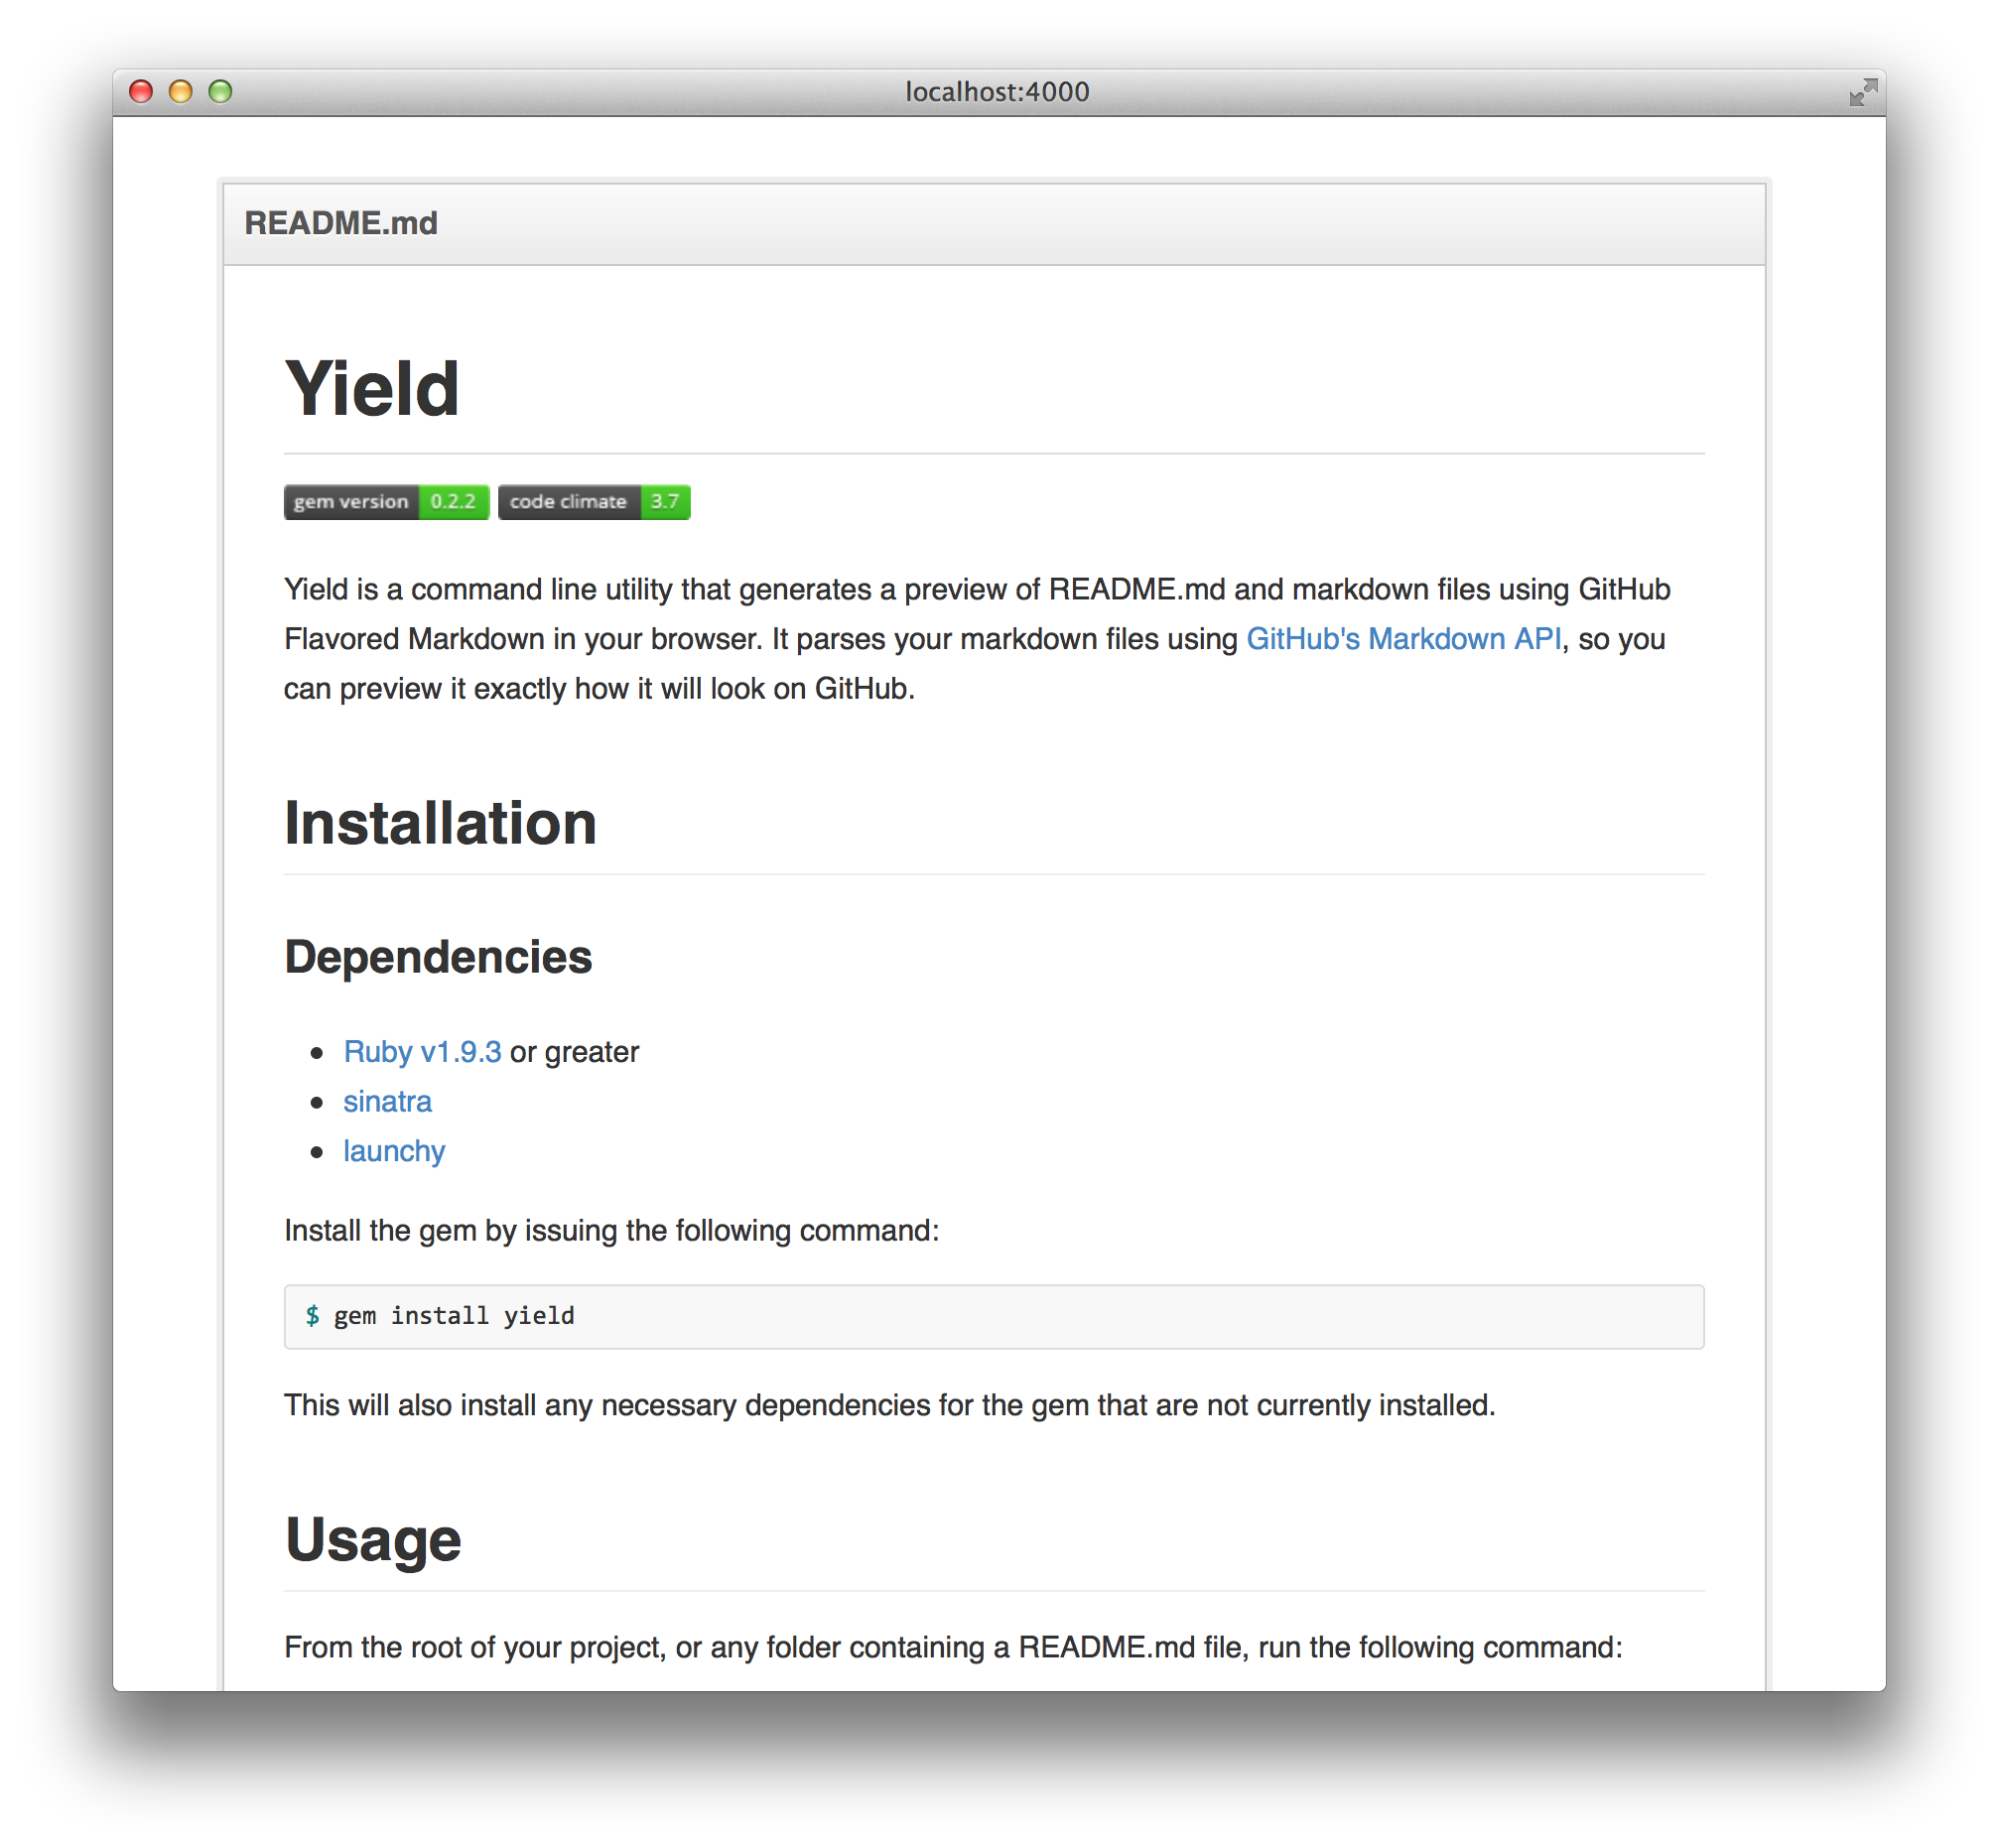 localhost:4000
README.md
Yield
gem version 0.2.2 code climate 3.7
Yield is a command line utility that generates a preview of README.md and markdown files using GitHub
Flavored Markdown in your browser. It parses your markdown files using GitHub's Markdown API, so you
can preview it exactly how it will look on GitHub.
Installation
Dependencies
• Ruby v1.9.3 or greater
• sinatra
• launchy
Install the gem by issuing the following command:
$ gem install yield
This will also install any necessary dependencies for the gem that are not currently installed.
Usage
From the root of your project, or any folder containing a README.md file, run the following command: